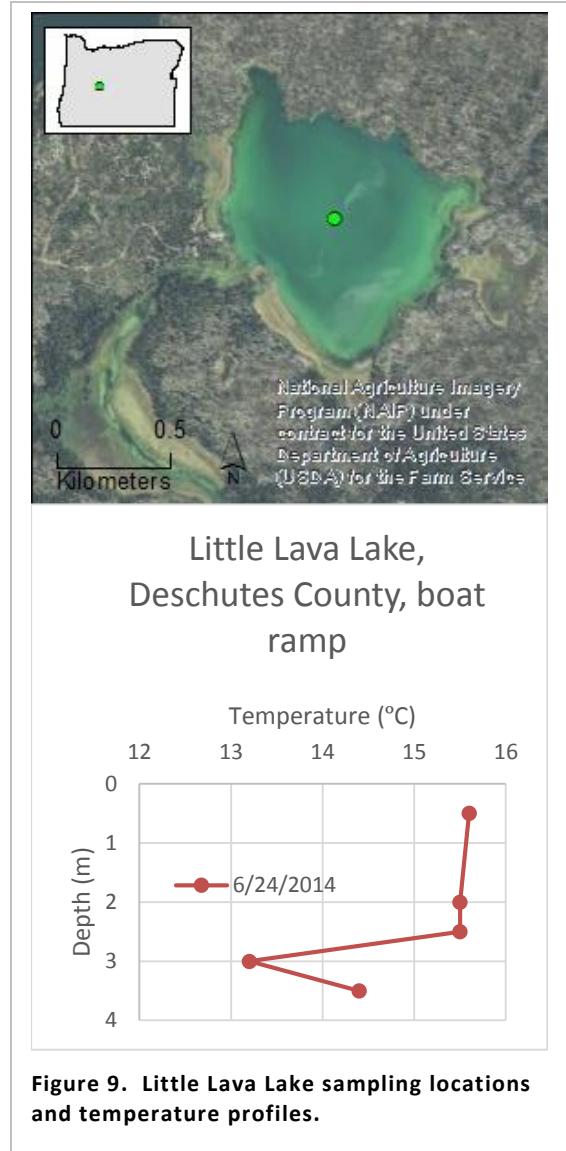 National Agriculture Imagery
Program (NAIP) under
contract for the United States
Department of Agriculture
(USDA) for the Farm Service
0 0.5
Kilometers
N
Little Lava Lake,
Deschutes County, boat
ramp
Temperature (°C)
12 13 14 15 16
0
1
2
3
4
Depth (m)
6/24/2014
Figure 9. Little Lava Lake sampling locations
and temperature profiles.